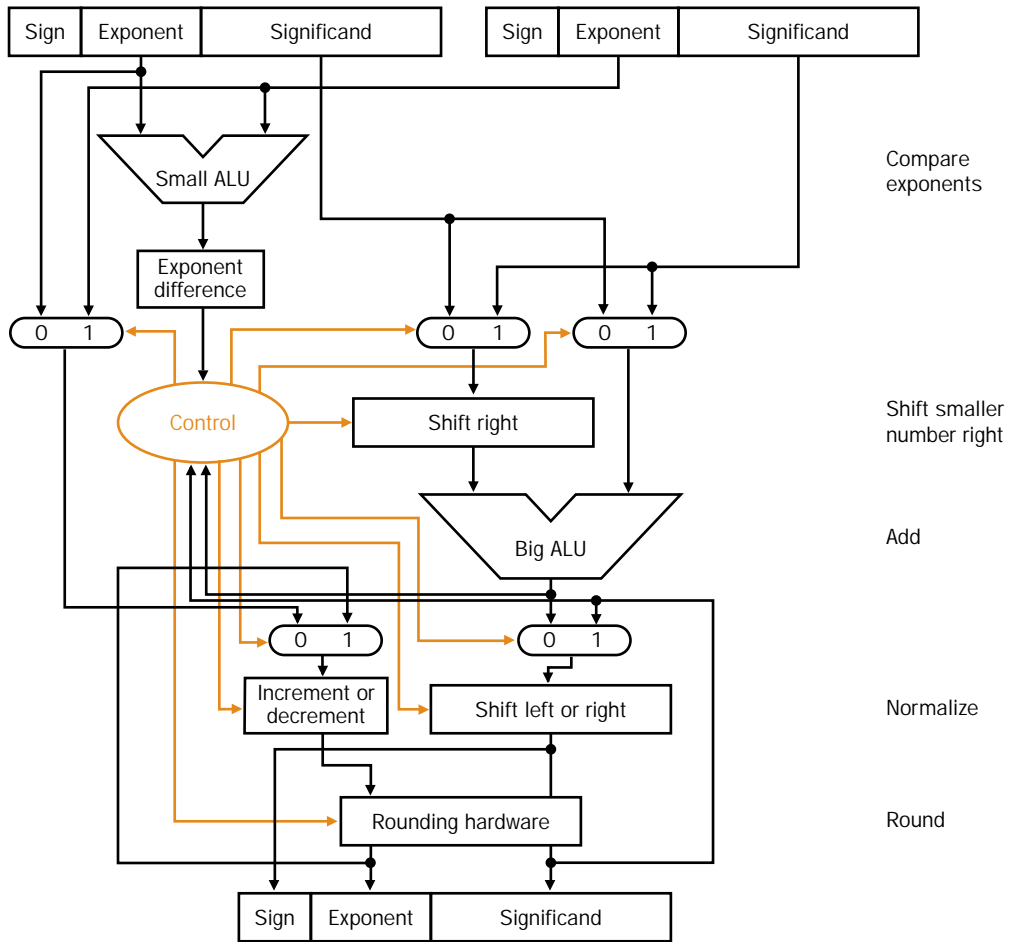 Sign Exponent Significand Sign Exponent Significand
Small ALU
Compare
exponents
Exponent
difference
0 1 0 1 0 1
Control
Shift right
Shift smaller
number right
Big ALU
Add
0 1 0 1
Increment or
decrement
Shift left or right
Normalize
Rounding hardware
Round
Sign Exponent Significand